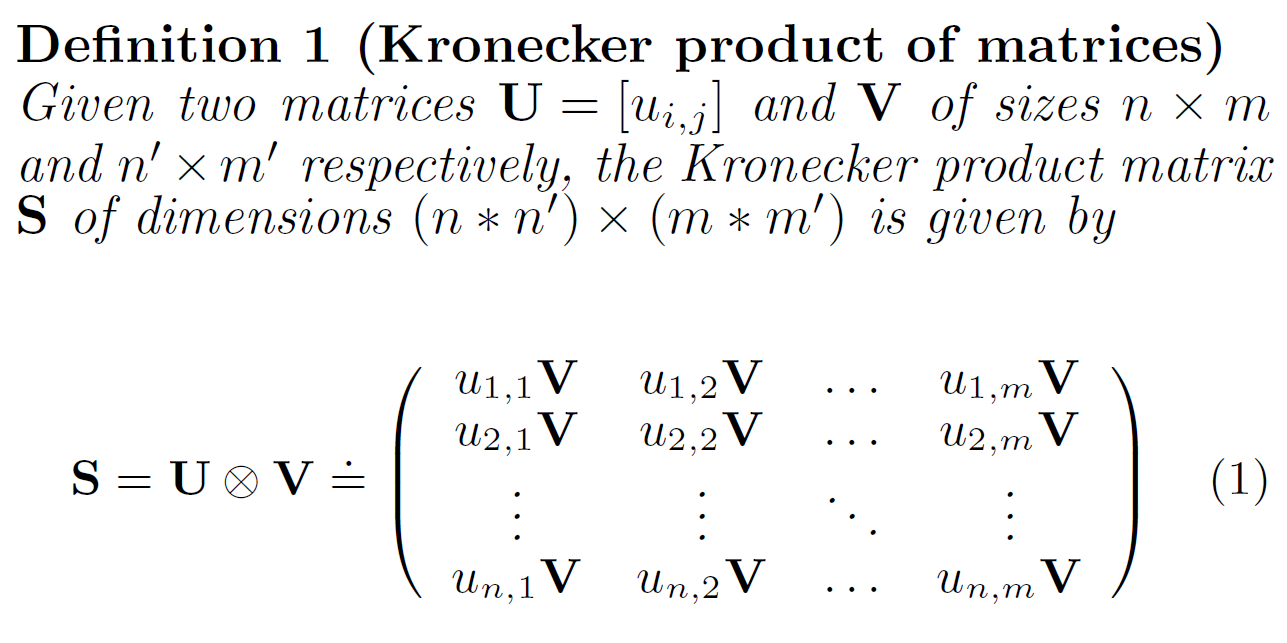 Definition 1 (Kronecker product of matrices)
Given two matrices U = [u_{i,j}] and V of sizes n × m
and n′ × m′ respectively, the Kronecker product matrix
S of dimensions (n ∗ n′) × (m ∗ m′) is given by
u_{1,1}V u_{1,2}V … u_{1,m}V
u_{2,1}V u_{2,2}V … u_{2,m}V
S = U ⊗ V ≐ ( ⋮ ⋮ ⋱ ⋮ ) (1)
u_{n,1}V u_{n,2}V … u_{n,m}V